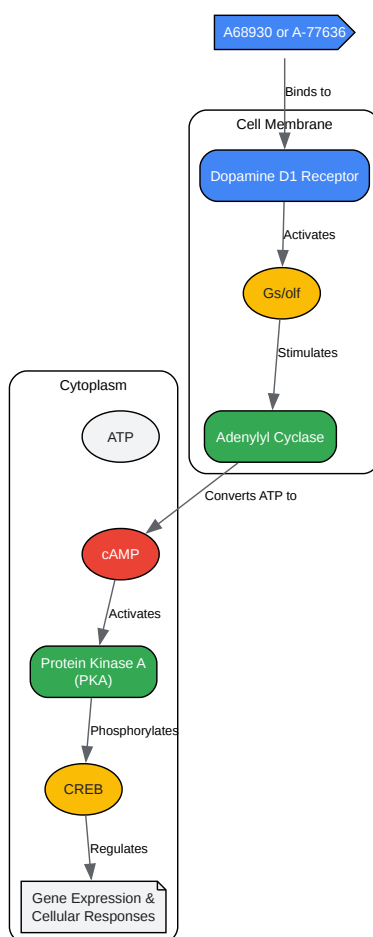 A68930 or A-77636
Binds to
Cell Membrane
Dopamine D1 Receptor
Activates
Gs/olf
Stimulates
Cytoplasm
ATP
Adenylyl Cyclase
Converts ATP to
cAMP
Activates
Protein Kinase A
(PKA)
Phosphorylates
CREB
Regulates
Gene Expression &
Cellular Responses